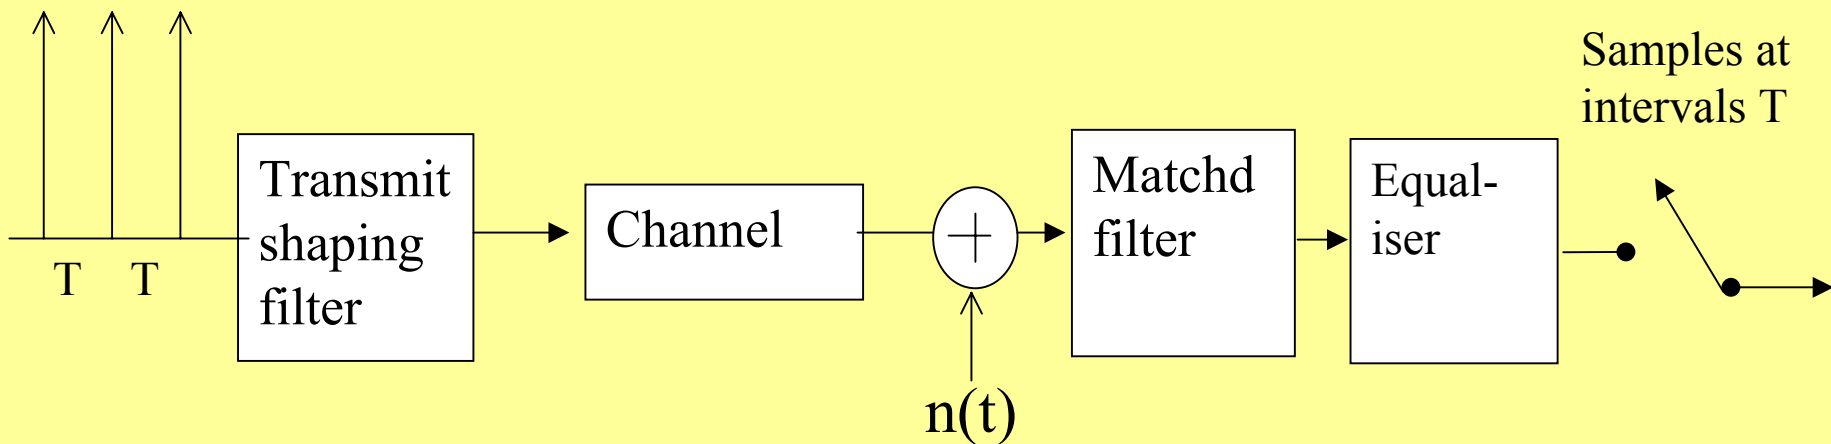 T T
Transmit
shaping
filter
Channel
n(t)
Matchd
filter
Equal-
iser
Samples at
intervals T